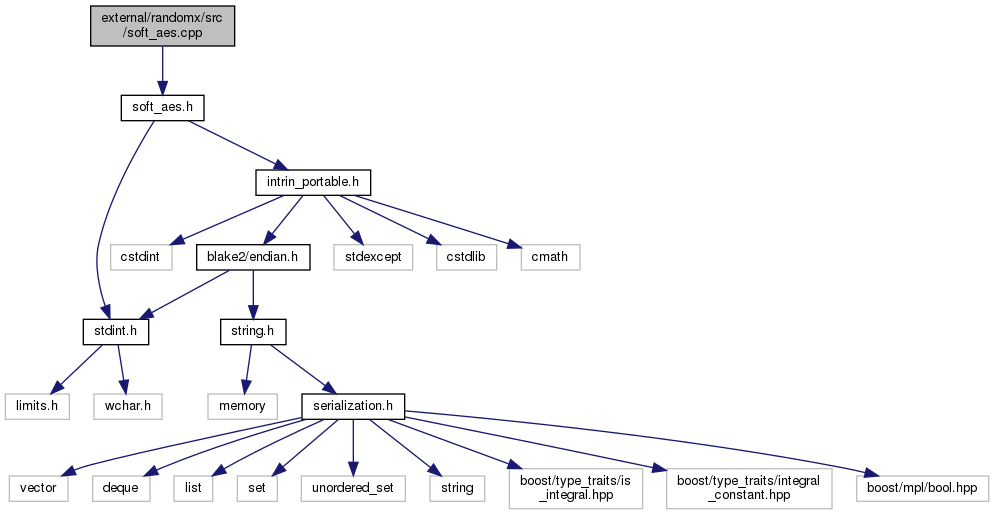 external/randomx/src
/soft_aes.cpp
soft_aes.h
intrin_portable.h
cstdint
blake2/endian.h
stdexcept
cstdlib
cmath
stdint.h
string.h
limits.h
wchar.h
memory
serialization.h
vector
deque
list
set
unordered_set
string
boost/type_traits/is
_integral.hpp
boost/type_traits/integral
_constant.hpp
boost/mpl/bool.hpp